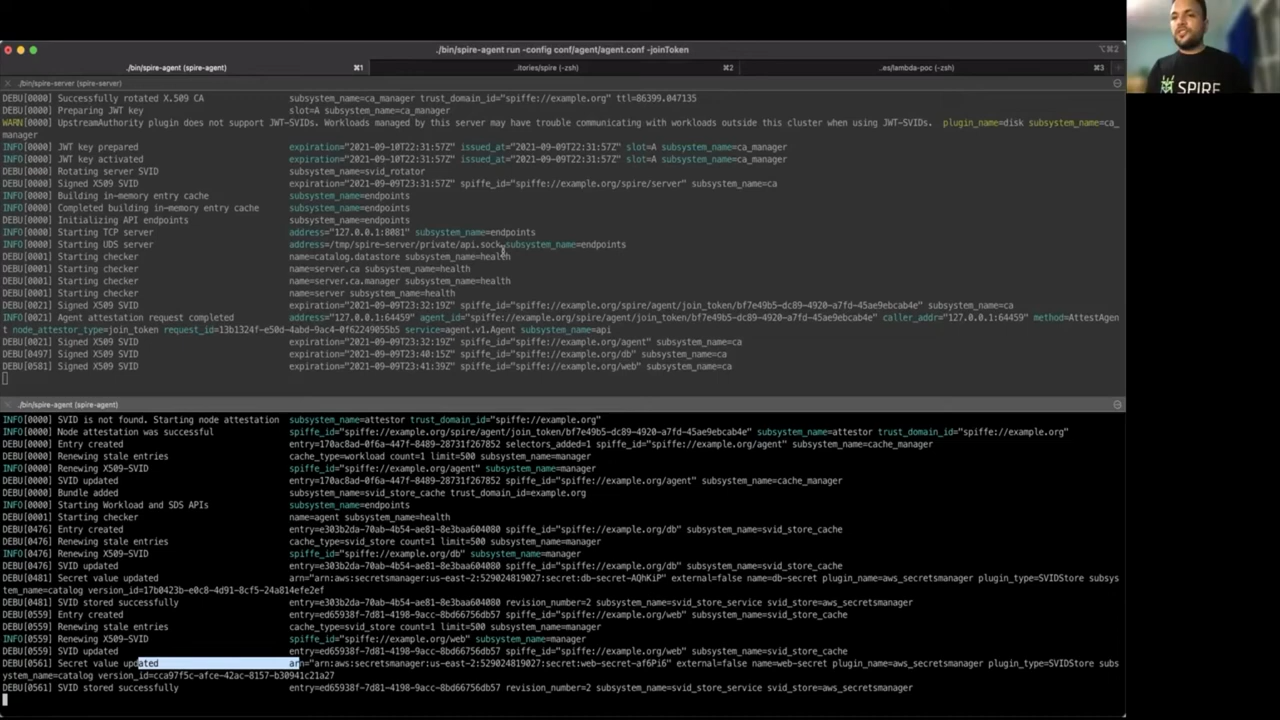 ./bin/spire-agent run -config conf/agent/agent.conf -joinToken
⌥⌘2
./bin/spire-agent (spire-agent) ⌘1 ..itories/spire (-zsh) ⌘2 ..es/lambda-poc (-zsh) ⌘3
./bin/spire-server (spire-server)
DEBU[0000] Successfully rotated X.509 CA subsystem_name=ca_manager trust_domain_id="spiffe://example.org" ttl=86399.047135
DEBU[0000] Preparing JWT key slot=A subsystem_name=ca_manager
WARN[0000] UpstreamAuthority plugin does not support JWT-SVIDs. Workloads managed by this server may have trouble communicating with workloads outside this cluster when using JWT-SVIDs. plugin_name=disk subsystem_name=ca_
manager
INFO[0000] JWT key prepared expiration="2021-09-10T22:31:57Z" issued_at="2021-09-09T22:31:57Z" slot=A subsystem_name=ca_manager
INFO[0000] JWT key activated expiration="2021-09-10T22:31:57Z" issued_at="2021-09-09T22:31:57Z" slot=A subsystem_name=ca_manager
DEBU[0000] Rotating server SVID subsystem_name=svid_rotator
DEBU[0000] Signed X509 SVID expiration="2021-09-09T23:31:57Z" spiffe_id="spiffe://example.org/spire/server" subsystem_name=ca
INFO[0000] Building in-memory entry cache subsystem_name=endpoints
INFO[0000] Completed building in-memory entry cache subsystem_name=endpoints
DEBU[0000] Initializing API endpoints subsystem_name=endpoints
INFO[0000] Starting TCP server address="127.0.0.1:8081" subsystem_name=endpoints
INFO[0000] Starting UDS server address=/tmp/spire-server/private/api.sock subsystem_name=endpoints
DEBU[0001] Starting checker name=catalog.datastore subsystem_name=health
DEBU[0001] Starting checker name=server.ca subsystem_name=health
DEBU[0001] Starting checker name=server.ca.manager subsystem_name=health
DEBU[0001] Starting checker name=server subsystem_name=health
DEBU[0021] Signed X509 SVID expiration="2021-09-09T23:32:19Z" spiffe_id="spiffe://example.org/spire/agent/join_token/bf7e49b5-dc89-4920-a7fd-45ae9ebcab4e" subsystem_name=ca
INFO[0021] Agent attestation request completed address="127.0.0.1:64459" agent_id="spiffe://example.org/spire/agent/join_token/bf7e49b5-dc89-4920-a7fd-45ae9ebcab4e" caller_addr="127.0.0.1:64459" method=AttestAgen
t node_attestor_type=join_token request_id=13b1324f-e50d-4abd-9ac4-0f62249055b5 service=agent.v1.Agent subsystem_name=api
DEBU[0021] Signed X509 SVID expiration="2021-09-09T23:32:19Z" spiffe_id="spiffe://example.org/agent" subsystem_name=ca
DEBU[0497] Signed X509 SVID expiration="2021-09-09T23:40:15Z" spiffe_id="spiffe://example.org/db" subsystem_name=ca
DEBU[0581] Signed X509 SVID expiration="2021-09-09T23:41:39Z" spiffe_id="spiffe://example.org/web" subsystem_name=ca
./bin/spire-agent (spire-agent)
INFO[0000] SVID is not found. Starting node attestation subsystem_name=attestor trust_domain_id="spiffe://example.org"
INFO[0000] Node attestation was successful spiffe_id="spiffe://example.org/spire/agent/join_token/bf7e49b5-dc89-4920-a7fd-45ae9ebcab4e" subsystem_name=attestor trust_domain_id="spiffe://example.org"
DEBU[0000] Entry created entry=170ac8ad-0f6a-447f-8489-28731f267852 selectors_added=1 spiffe_id="spiffe://example.org/agent" subsystem_name=cache_manager
DEBU[0000] Renewing stale entries cache_type=workload count=1 limit=500 subsystem_name=manager
INFO[0000] Renewing X509-SVID spiffe_id="spiffe://example.org/agent" subsystem_name=manager
DEBU[0000] SVID updated entry=170ac8ad-0f6a-447f-8489-28731f267852 spiffe_id="spiffe://example.org/agent" subsystem_name=cache_manager
DEBU[0000] Bundle added subsystem_name=svid_store_cache trust_domain_id=example.org
INFO[0000] Starting Workload and SDS APIs subsystem_name=endpoints
DEBU[0001] Starting checker name=agent subsystem_name=health
DEBU[0476] Entry created entry=e303b2da-70ab-4b54-ae81-8e3baa604080 spiffe_id="spiffe://example.org/db" subsystem_name=svid_store_cache
DEBU[0476] Renewing stale entries cache_type=svid_store count=1 limit=500 subsystem_name=manager
INFO[0476] Renewing X509-SVID spiffe_id="spiffe://example.org/db" subsystem_name=manager
DEBU[0476] SVID updated entry=e303b2da-70ab-4b54-ae81-8e3baa604080 spiffe_id="spiffe://example.org/db" subsystem_name=svid_store_cache
DEBU[0481] Secret value updated arn="arn:aws:secretsmanager:us-east-2:529024819027:secret:db-secret-AQhKiP" external=false name=db-secret plugin_name=aws_secretsmanager plugin_type=SVIDStore subsys
tem_name=catalog version_id=17b0423b-e0c8-4d91-8cf5-24a814efe2ef
DEBU[0481] SVID stored successfully entry=e303b2da-70ab-4b54-ae81-8e3baa604080 revision_number=2 subsystem_name=svid_store_service svid_store=aws_secretsmanager
DEBU[0559] Entry created entry=ed65938f-7d81-4198-9acc-8bd66756db57 spiffe_id="spiffe://example.org/web" subsystem_name=svid_store_cache
DEBU[0559] Renewing stale entries cache_type=svid_store count=1 limit=500 subsystem_name=manager
INFO[0559] Renewing X509-SVID spiffe_id="spiffe://example.org/web" subsystem_name=manager
DEBU[0559] SVID updated entry=ed65938f-7d81-4198-9acc-8bd66756db57 spiffe_id="spiffe://example.org/web" subsystem_name=svid_store_cache
DEBU[0561] Secret value updated arn="arn:aws:secretsmanager:us-east-2:529024819027:secret:web-secret-af6Pi6" external=false name=web-secret plugin_name=aws_secretsmanager plugin_type=SVIDStore subs
ystem_name=catalog version_id=cca97f5c-afce-42ac-8157-b30941c21a27
DEBU[0561] SVID stored successfully entry=ed65938f-7d81-4198-9acc-8bd66756db57 revision_number=2 subsystem_name=svid_store_service svid_store=aws_secretsmanager
SPIRE